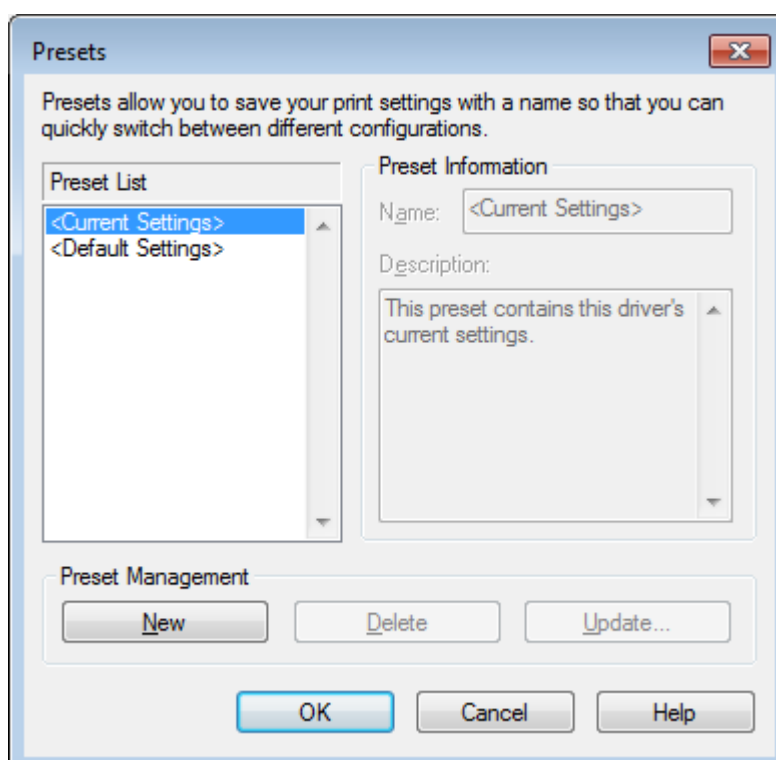 Presets
Presets allow you to save your print settings with a name so that you can
quickly switch between different configurations.
Preset List
<Current Settings>
<Default Settings>
Preset Information
Name: <Current Settings>
Description:
This preset contains this driver's
current settings.
Preset Management
New Delete Update...
OK Cancel Help